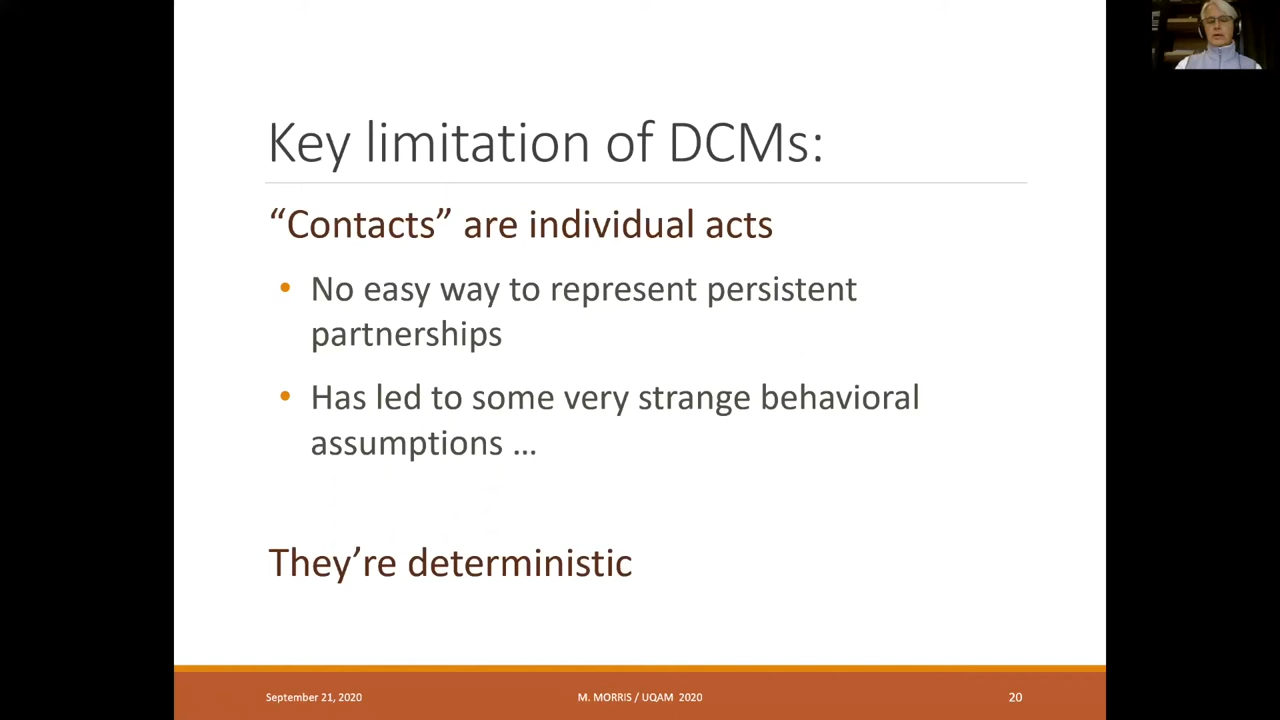 Key limitation of DCMs:
“Contacts” are individual acts
• No easy way to represent persistent
partnerships
• Has led to some very strange behavioral
assumptions …
They’re deterministic
September 21, 2020
M. MORRIS / UQAM 2020
20